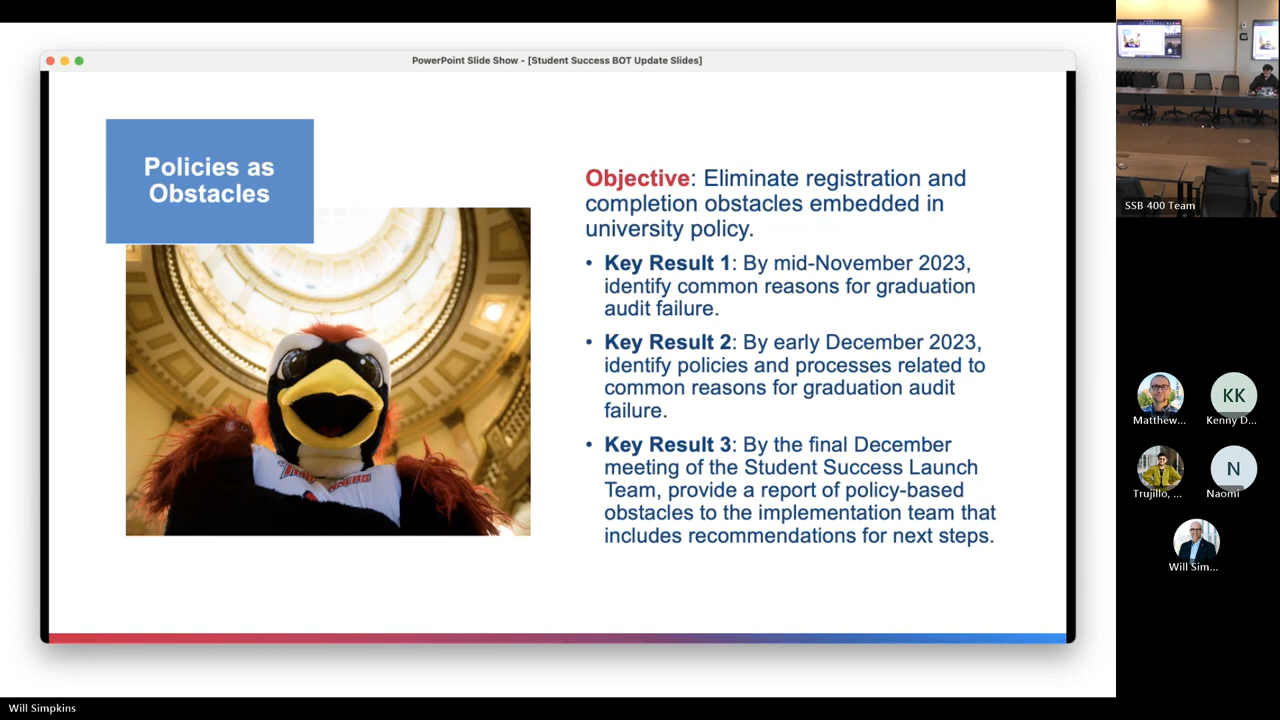 PowerPoint Slide Show - [Student Success BOT Update Slides]
Policies as
Obstacles
Objective: Eliminate registration and
completion obstacles embedded in
university policy.
• Key Result 1: By mid-November 2023,
identify common reasons for graduation
audit failure.
• Key Result 2: By early December 2023,
identify policies and processes related to
common reasons for graduation audit
failure.
• Key Result 3: By the final December
meeting of the Student Success Launch
Team, provide a report of policy-based
obstacles to the implementation team that
includes recommendations for next steps.
SSB 400 Team
KK
Matthew...
Kenny D...
N
Trujillo, ...
Naomi
Will Sim...
Will Simpkins